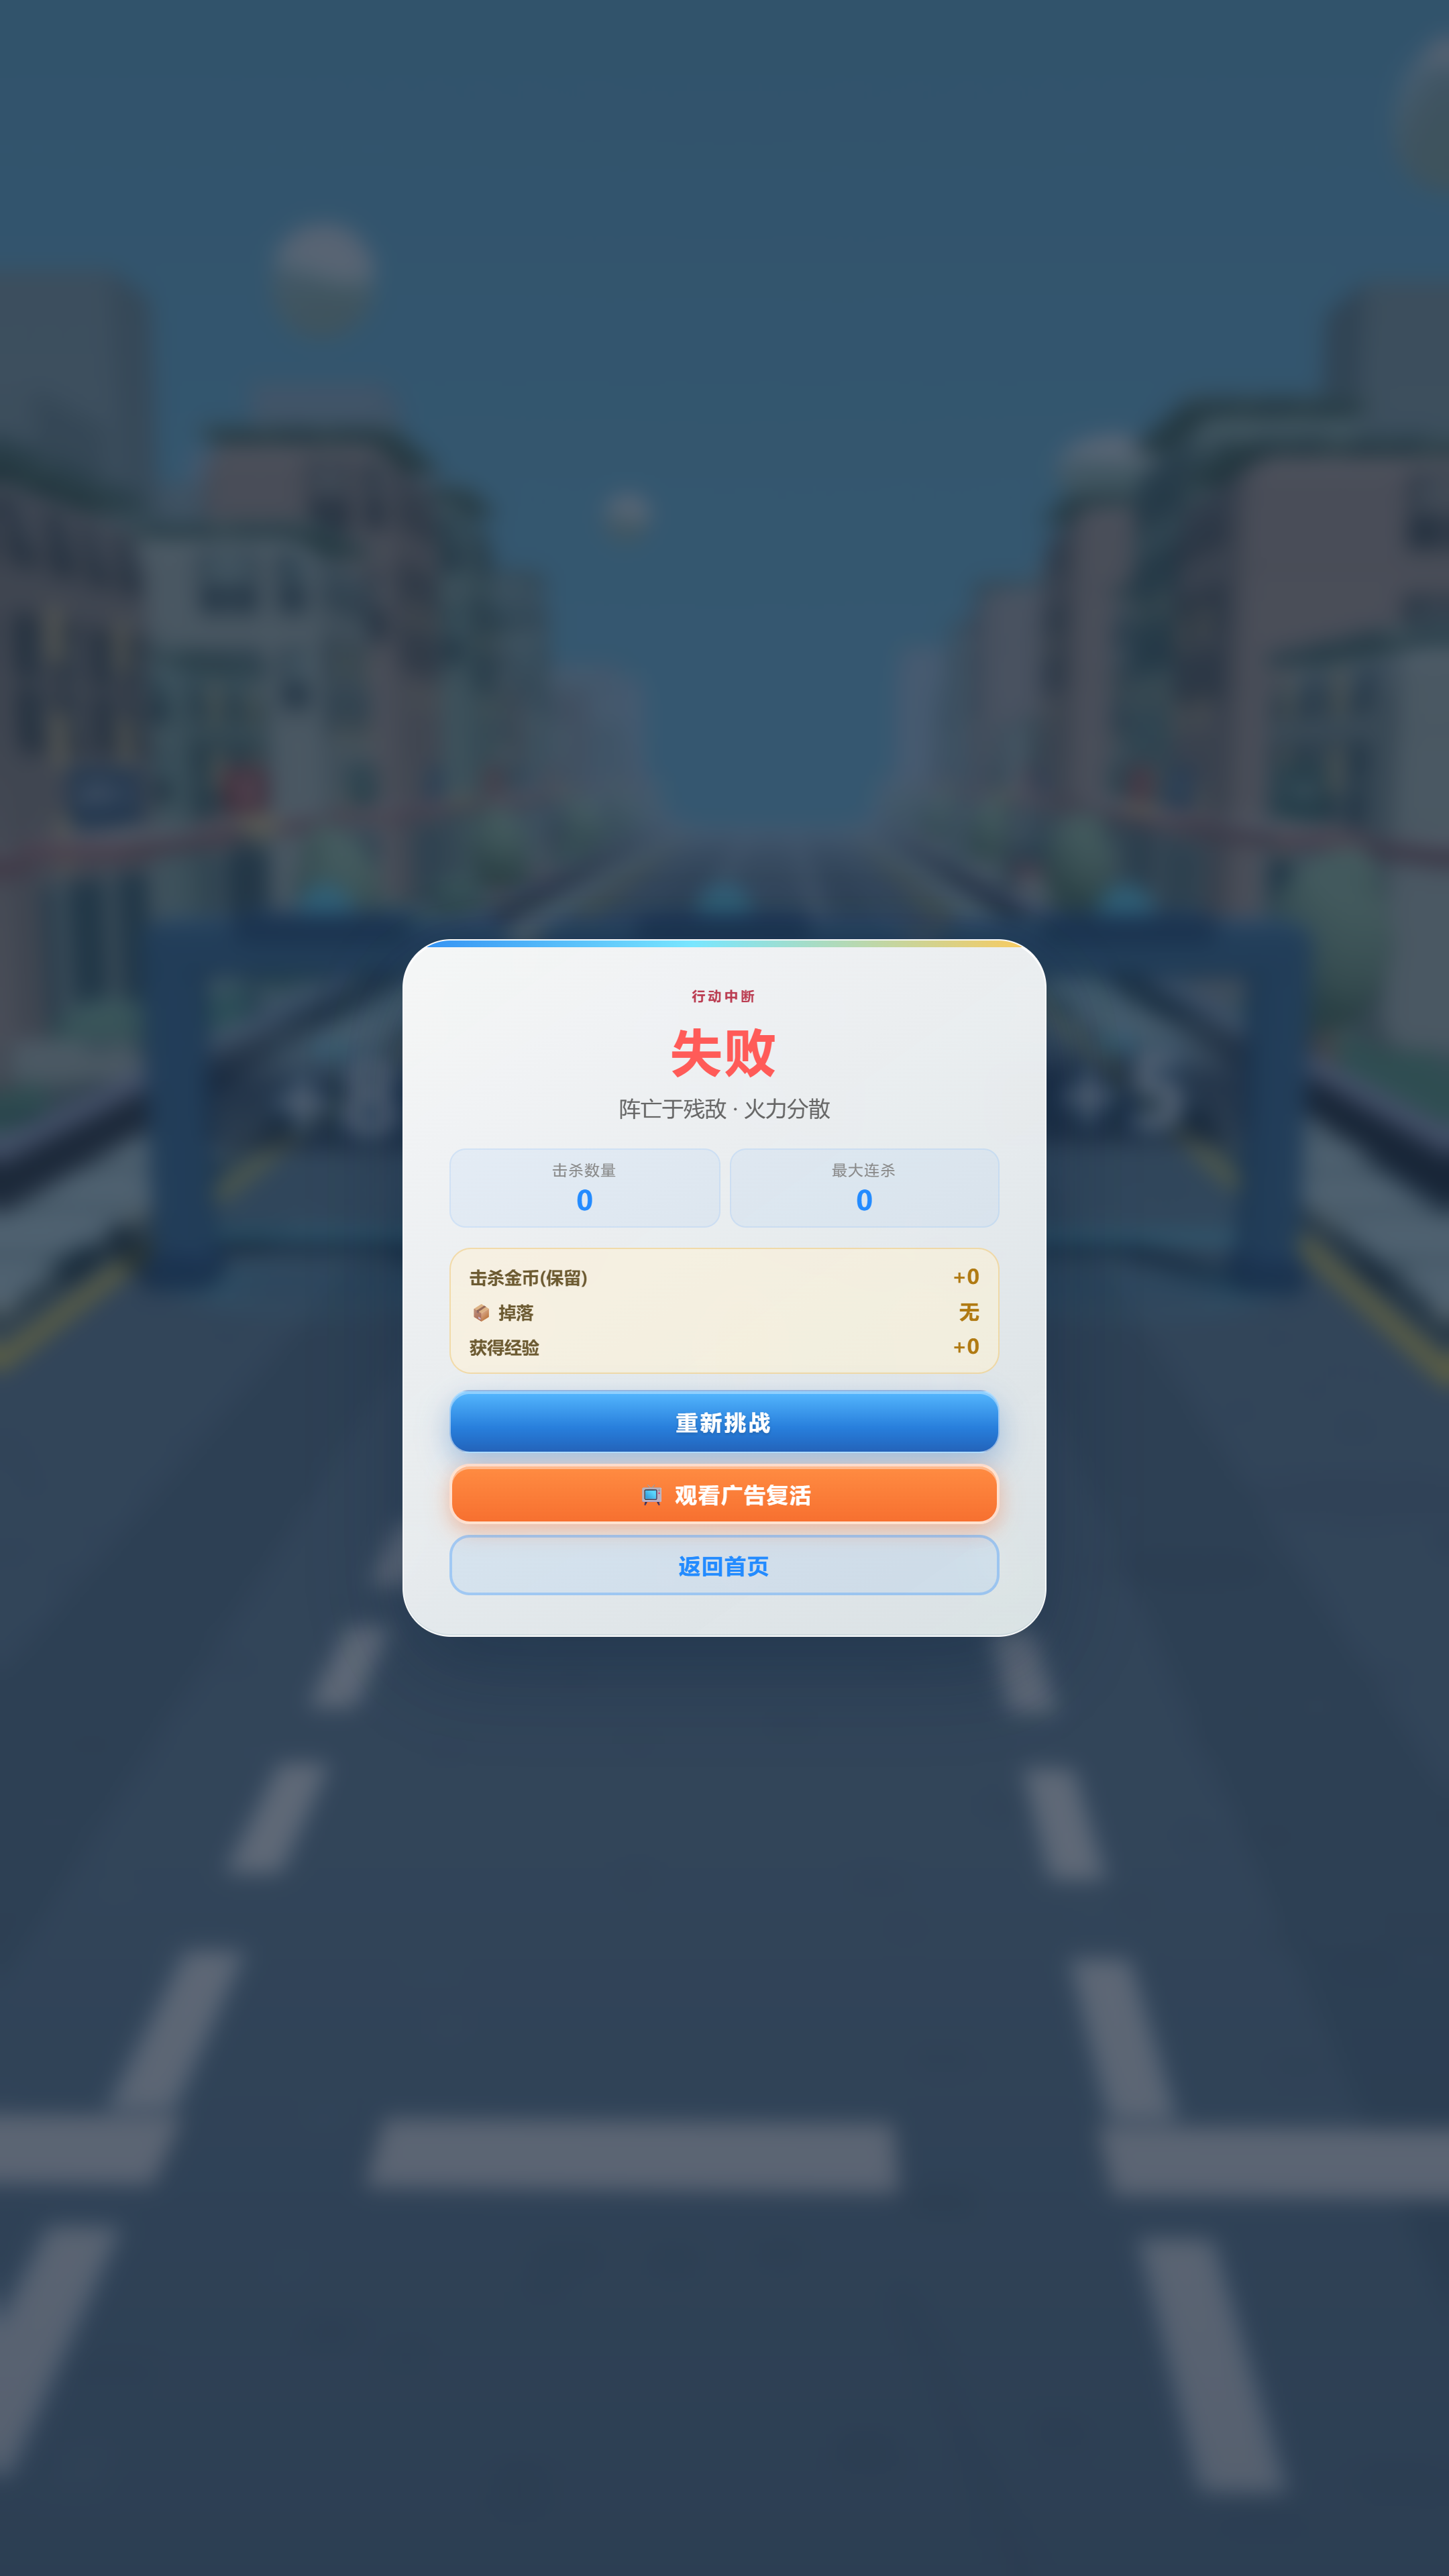 行动中断
失败
阵亡于残敌 · 火力分散
击杀数量
0
最大连杀
0
击杀金币(保留) +0
掉落 无
获得经验 +0
重新挑战
观看广告复活
返回首页